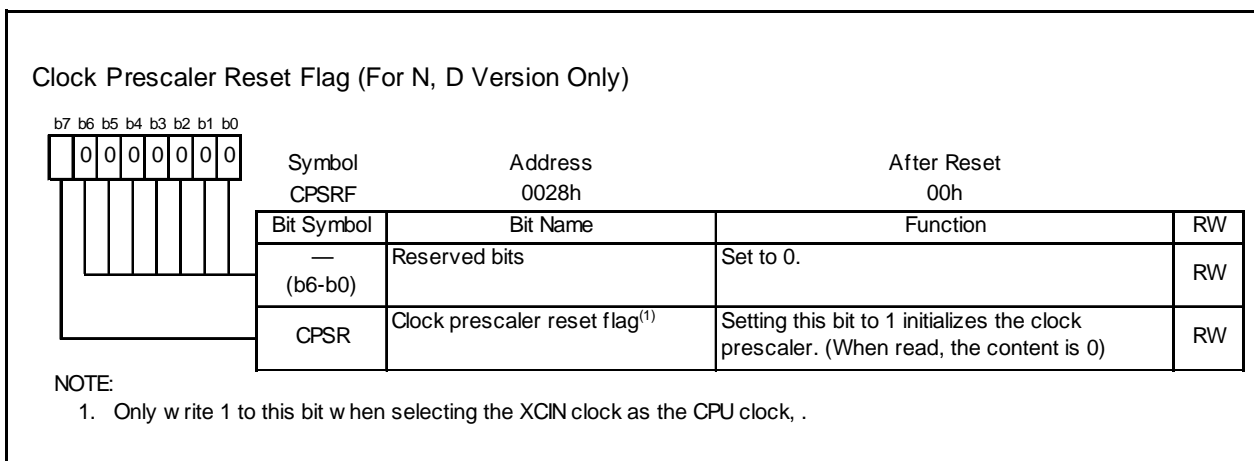 Clock Prescaler Reset Flag (For N, D Version Only)
b7 b6 b5 b4 b3 b2 b1 b0
0 0 0 0 0 0 0
Symbol Address After Reset
CPSRF 0028h 00h
Bit Symbol Bit Name Function RW
— Reserved bits Set to 0. RW
(b6-b0)
CPSR Clock prescaler reset flag(1) Setting this bit to 1 initializes the clock RW
prescaler. (When read, the content is 0)
NOTE:
1. Only w rite 1 to this bit w hen selecting the XCIN clock as the CPU clock, .